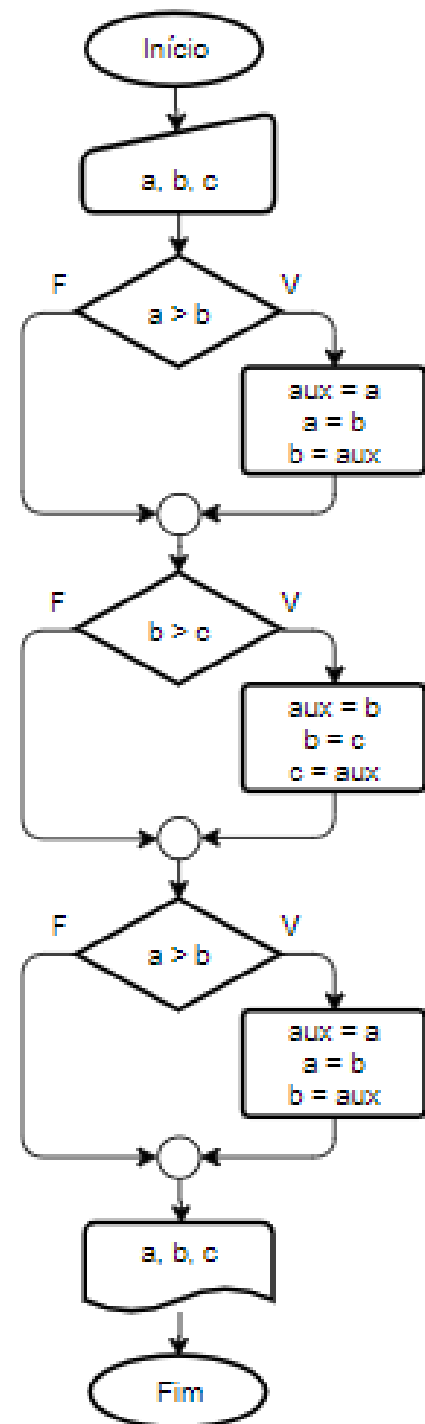 Início
a, b, c
F
V
a > b
aux = a
a = b
b = aux
F
V
b > c
aux = b
b = c
c = aux
F
V
a > b
aux = a
a = b
b = aux
a, b, c
Fim